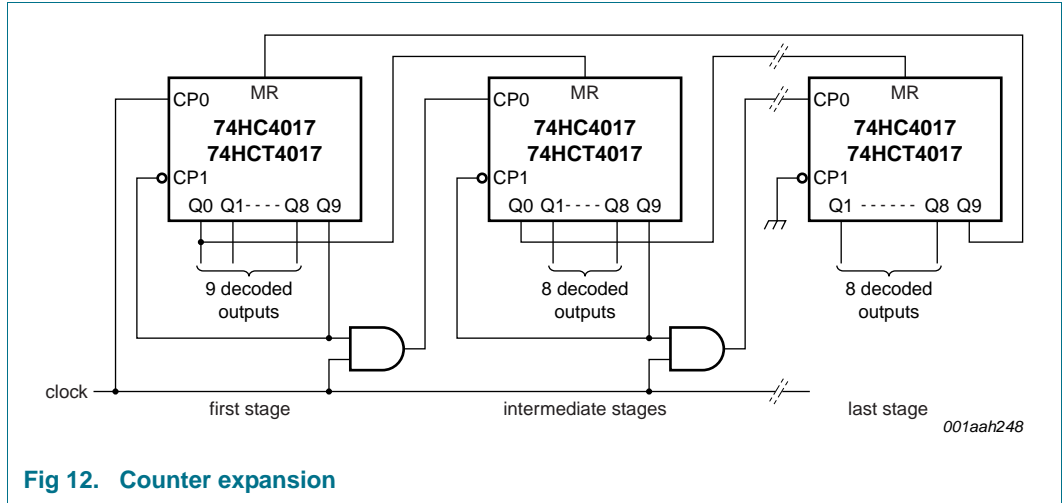 MR
MR
MR
CP0
CP0
CP0
74HC4017
74HCT4017
74HC4017
74HCT4017
74HC4017
74HCT4017
CP1
CP1
CP1
Q0 Q1 - - - - Q8 Q9
Q0 Q1 - - - - Q8 Q9
Q1 - - - - - - Q8 Q9
9 decoded
outputs
8 decoded
outputs
8 decoded
outputs
clock
first stage
intermediate stages
last stage
001aah248
Fig 12. Counter expansion